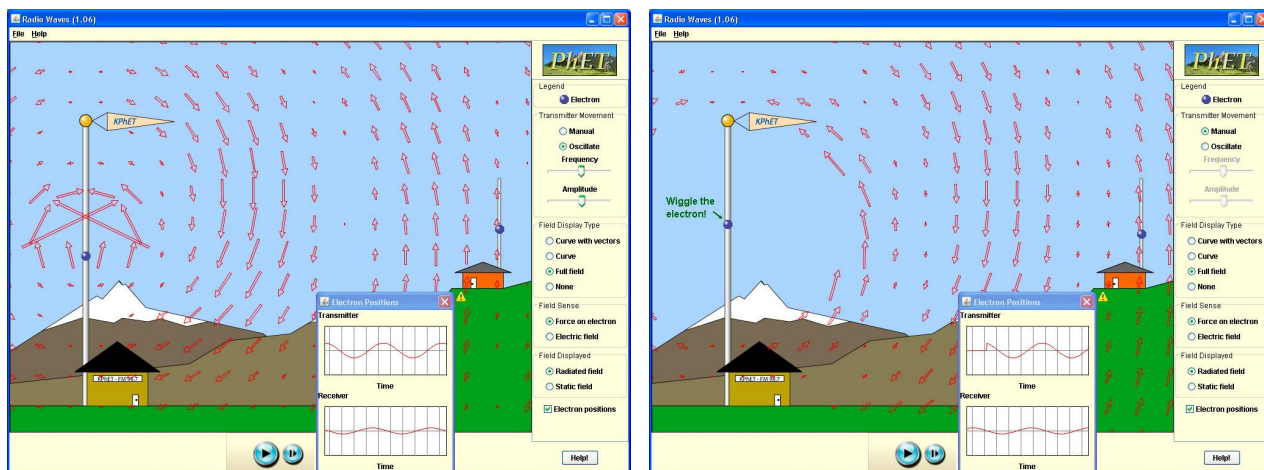 Radio Waves (1.06)
File Help
PhET
Legend
Electron
KPhET
Transmitter Movement
Manual
Oscillate
Frequency
Amplitude
Field Display Type
Curve with vectors
Curve
Full field
None
Electron Positions
Transmitter
Field Sense
Force on electron
Electric field
Field Displayed
Radiated field
Static field
Time
Receiver
Electron positions
Time
Help!
Radio Waves (1.06)
File Help
PhET
Legend
Electron
KPhET
Transmitter Movement
Manual
Oscillate
Frequency
Amplitude
Wiggle the
electron!
Field Display Type
Curve with vectors
Curve
Full field
None
Electron Positions
Transmitter
Field Sense
Force on electron
Electric field
Field Displayed
Radiated field
Static field
Time
Receiver
Electron positions
Time
Help!